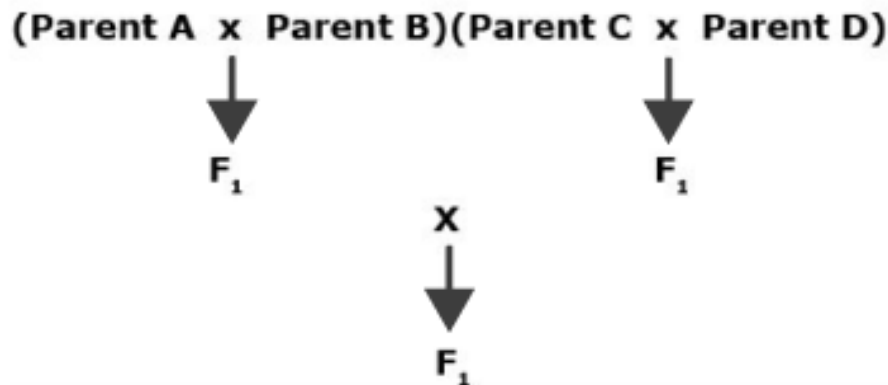 (Parent A x Parent B)(Parent C x Parent D)
F₁ F₁
X
F₁